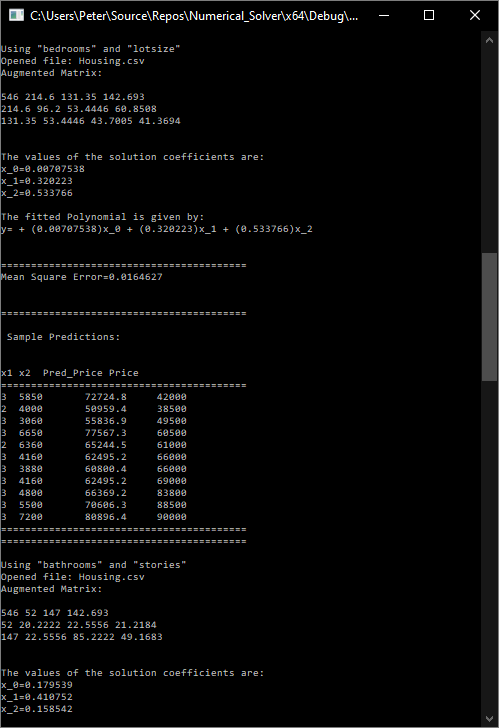 C:\Users\Peter\Source\Repos\Numerical_Solver\x64\Debug\...
Using "bedrooms" and "lotsize"
Opened file: Housing.csv
Augmented Matrix:
546 214.6 131.35 142.693
214.6 96.2 53.4446 60.8508
131.35 53.4446 43.7005 41.3694
The values of the solution coefficients are:
x_0=0.00707538
x_1=0.320223
x_2=0.533766
The fitted Polynomial is given by:
y= + (0.00707538)x_0 + (0.320223)x_1 + (0.533766)x_2
=========================================
Mean Square Error=0.0164627
=========================================
Sample Predictions:
x1 x2  Pred_Price Price
=========================================
3  5850       72724.8     42000
2  4000       50959.4     38500
3  3060       55836.9     49500
3  6650       77567.3     60500
2  6360       65244.5     61000
3  4160       62495.2     66000
3  3880       60800.4     66000
3  4160       62495.2     69000
3  4800       66369.2     83800
3  5500       70606.3     88500
3  7200       80896.4     90000
=========================================
=========================================
Using "bathrooms" and "stories"
Opened file: Housing.csv
Augmented Matrix:
546 52 147 142.693
52 20.2222 22.5556 21.2184
147 22.5556 85.2222 49.1683
The values of the solution coefficients are:
x_0=0.179539
x_1=0.410752
x_2=0.158542